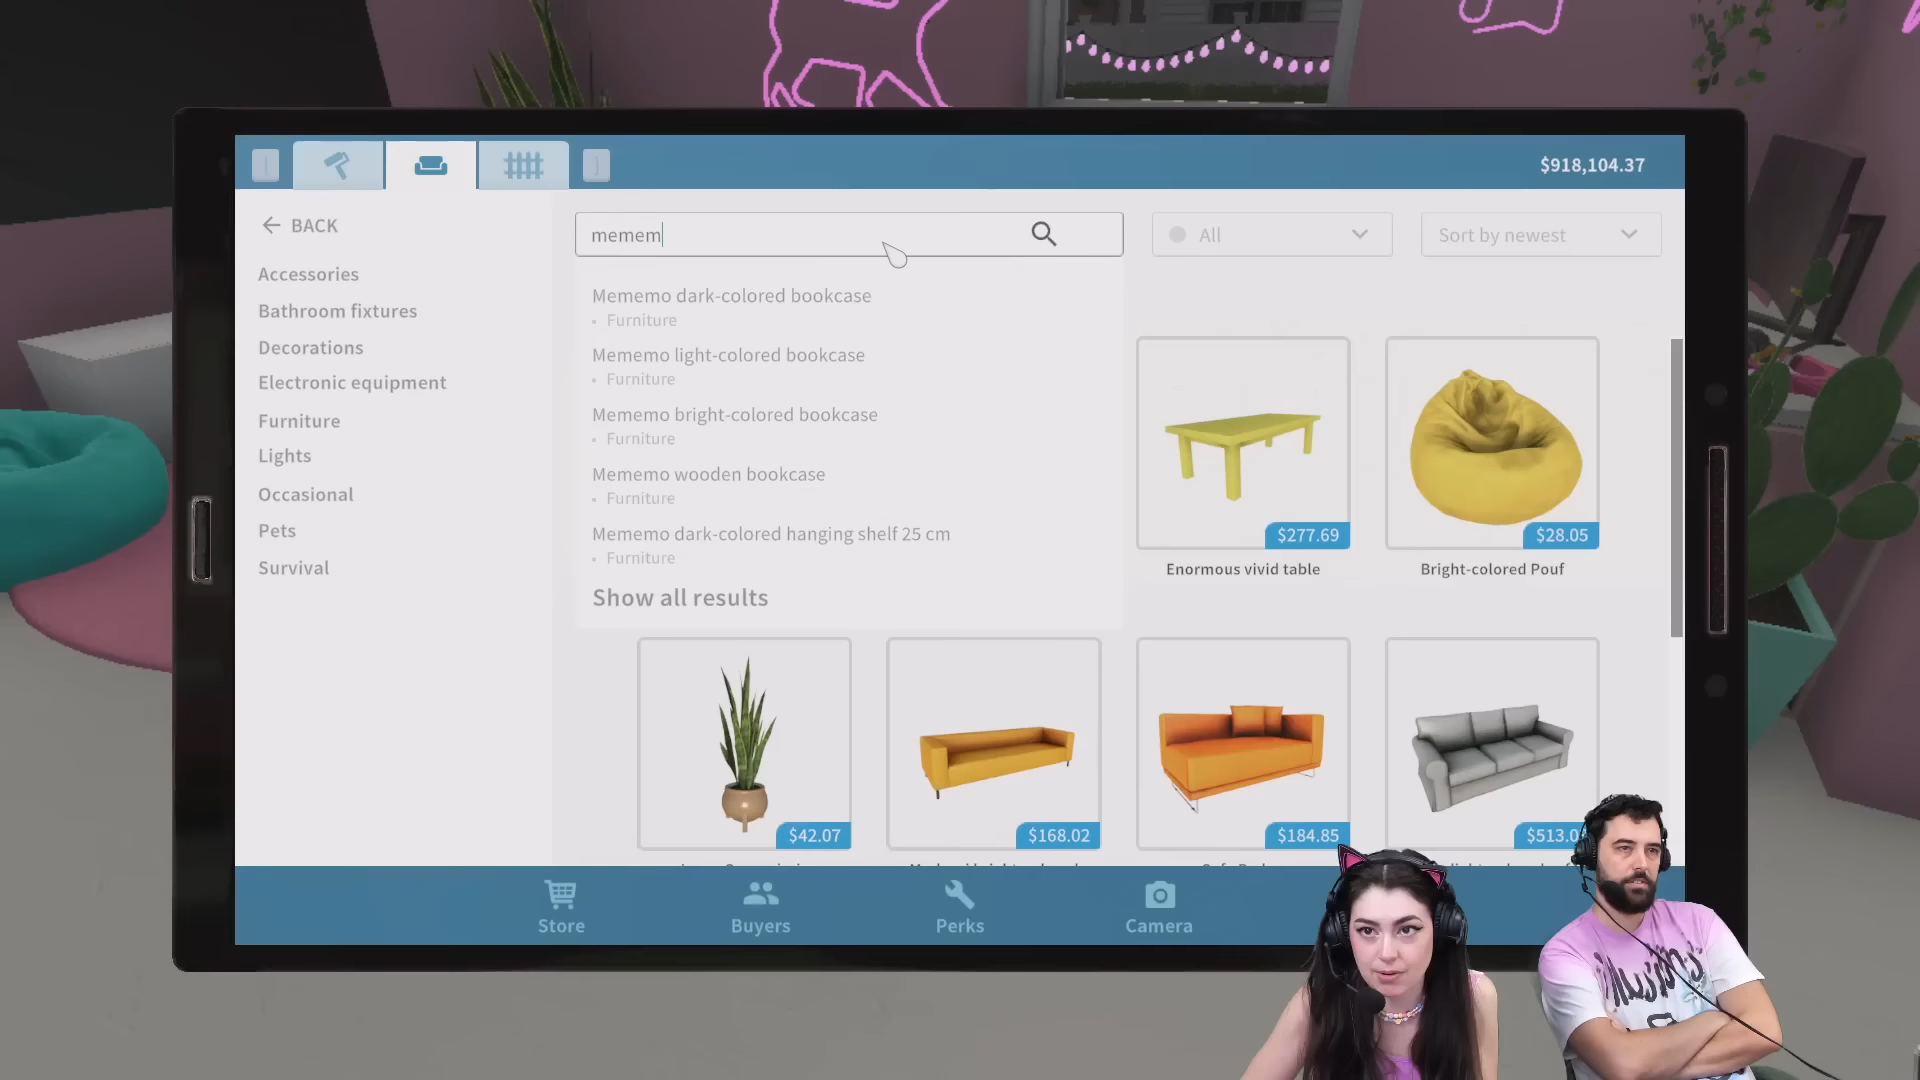 $918,104.37
BACK
memem
All
Sort by newest
Accessories
Bathroom fixtures
Decorations
Electronic equipment
Furniture
Lights
Occasional
Pets
Survival
Mememo dark-colored bookcase
Furniture
Mememo light-colored bookcase
Furniture
Mememo bright-colored bookcase
Furniture
Mememo wooden bookcase
Furniture
Mememo dark-colored hanging shelf 25 cm
Furniture
Show all results
$277.69
$28.05
Enormous vivid table
Bright-colored Pouf
$42.07
$168.02
$184.85
Store
Buyers
Perks
Camera